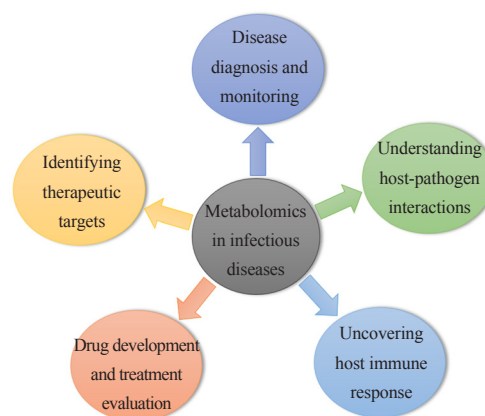 Disease
diagnosis and
monitoring
Understanding
host-pathogen
interactions
Identifying
therapeutic
targets
Metabolomics
in infectious
diseases
Drug development
and treatment
evaluation
Uncovering
host immune
response